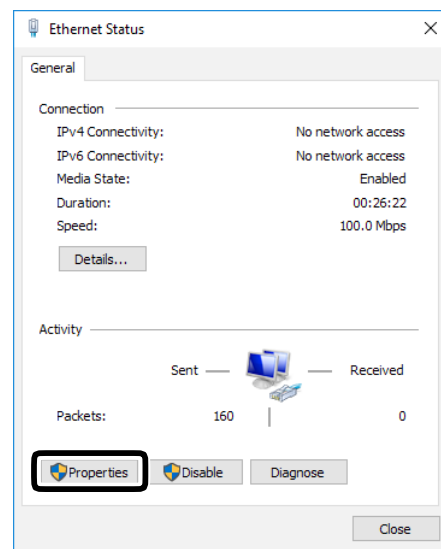 Ethernet Status
General
Connection
IPv4 Connectivity: No network access
IPv6 Connectivity: No network access
Media State: Enabled
Duration: 00:26:22
Speed: 100.0 Mbps
Details...
Activity
Sent Received
Packets: 160 0
Properties Disable Diagnose
Close